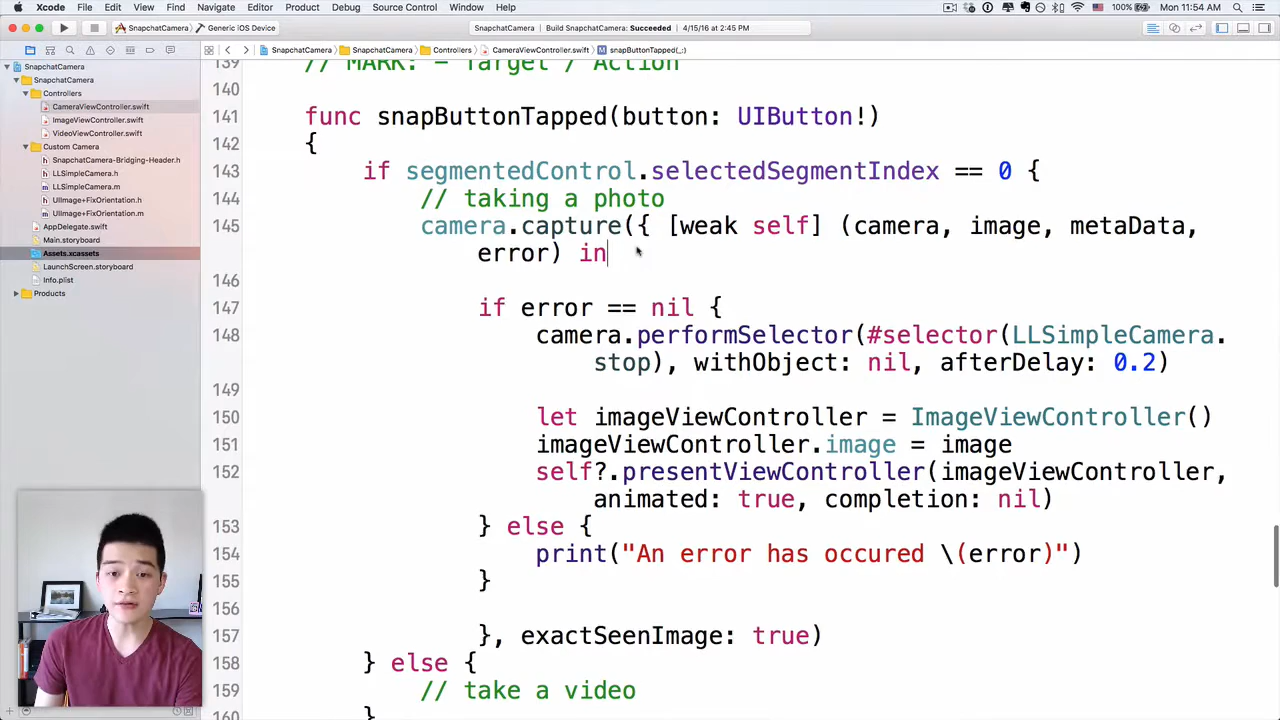 Xcode File Edit View Find Navigate Editor Product Debug Source Control Window Help 100% Mon 11:54 AM
SnapchatCamera Generic iOS Device SnapchatCamera Build SnapchatCamera: Succeeded 4/15/16 at 2:45 PM
SnapchatCamera SnapchatCamera Controllers CameraViewController.swift M snapButtonTapped(_:)
SnapchatCamera
SnapchatCamera
Controllers
CameraViewController.swift
ImageViewController.swift
VideoViewController.swift
Custom Camera
SnapchatCamera-Bridging-Header.h
LLSimpleCamera.h
LLSimpleCamera.m
UIImage+FixOrientation.h
UIImage+FixOrientation.m
AppDelegate.swift
Main.storyboard
Assets.xcassets
LaunchScreen.storyboard
Info.plist
Products
139 // MARK: - Target / Action
140
141 func snapButtonTapped(button: UIButton!)
142 {
143 if segmentedControl.selectedSegmentIndex == 0 {
144 // taking a photo
145 camera.capture({ [weak self] (camera, image, metaData,
error) in
146
147 if error == nil {
148 camera.performSelector(#selector(LLSimpleCamera.
stop), withObject: nil, afterDelay: 0.2)
149
150 let imageViewController = ImageViewController()
151 imageViewController.image = image
152 self?.presentViewController(imageViewController,
animated: true, completion: nil)
153 } else {
154 print("An error has occured \(error)")
155 }
156
157 }, exactSeenImage: true)
158 } else {
159 // take a video
160 }